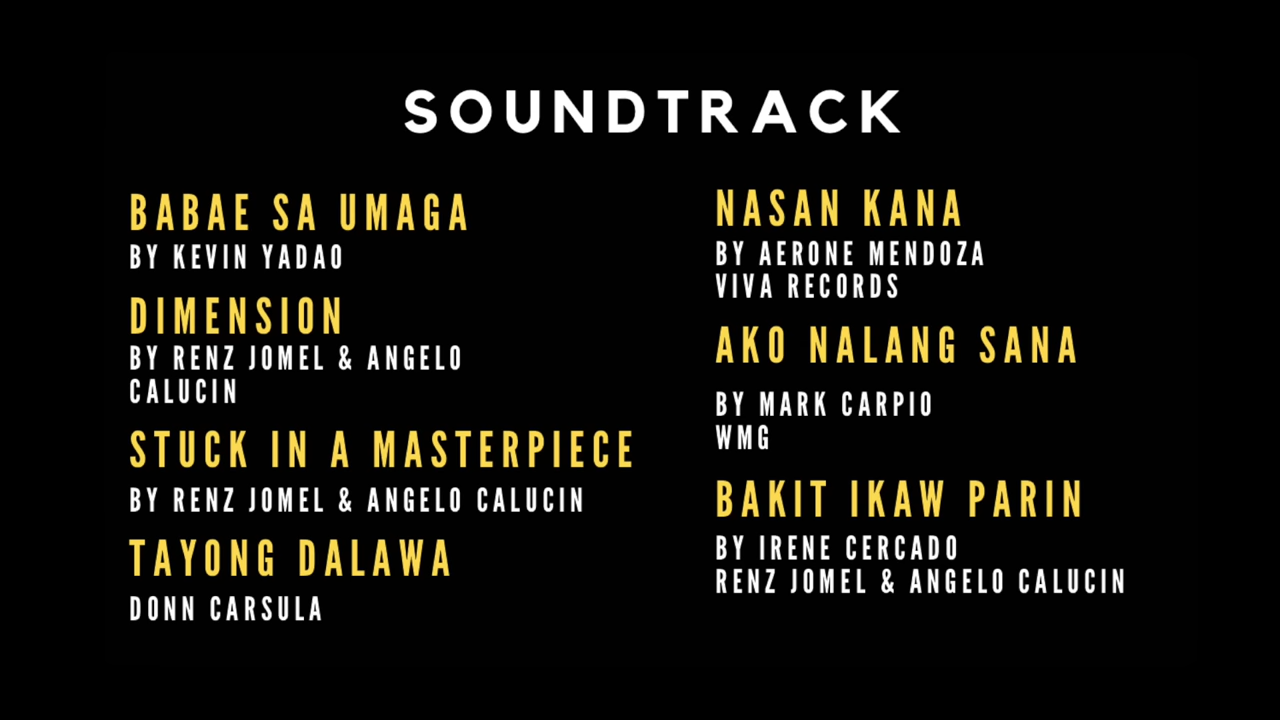 SOUNDTRACK
BABAE SA UMAGA
BY KEVIN YADAO
DIMENSION
BY RENZ JOMEL & ANGELO
CALUCIN
STUCK IN A MASTERPIECE
BY RENZ JOMEL & ANGELO CALUCIN
TAYONG DALAWA
DONN CARSULA
NASAN KANA
BY AERONE MENDOZA
VIVA RECORDS
AKO NALANG SANA
BY MARK CARPIO
WMG
BAKIT IKAW PARIN
BY IRENE CERCADO
RENZ JOMEL & ANGELO CALUCIN